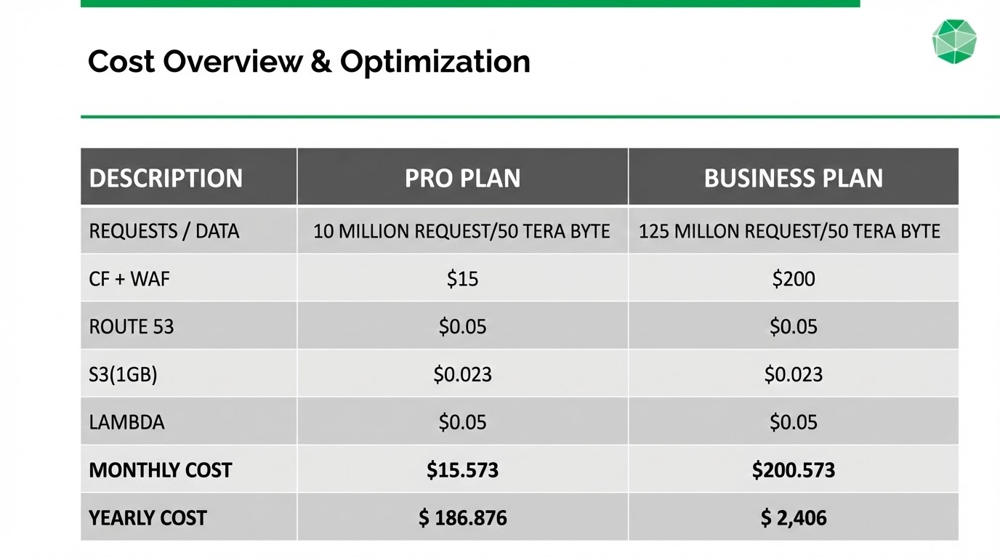 Cost Overview & Optimization
DESCRIPTION PRO PLAN BUSINESS PLAN
REQUESTS / DATA 10 MILLION REQUEST/50 TERA BYTE 125 MILLON REQUEST/50 TERA BYTE
CF + WAF $15 $200
ROUTE 53 $0.05 $0.05
S3(1GB) $0.023 $0.023
LAMBDA $0.05 $0.05
MONTHLY COST $15.573 $200.573
YEARLY COST $ 186.876 $ 2,406